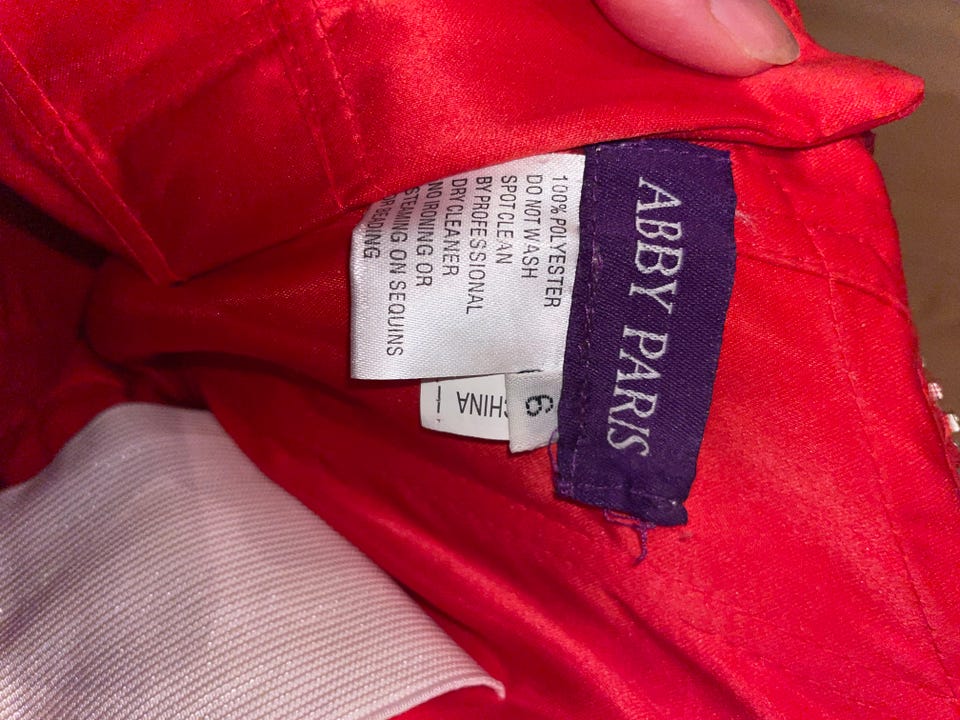 ABBY PARIS
100% POLYESTER
DO NOT WASH
SPOT CLEAN
BY PROFESSIONAL
DRY CLEANER
NO IRONING OR
STEAMING ON SEQUINS
OR BEADING
6
CHINA